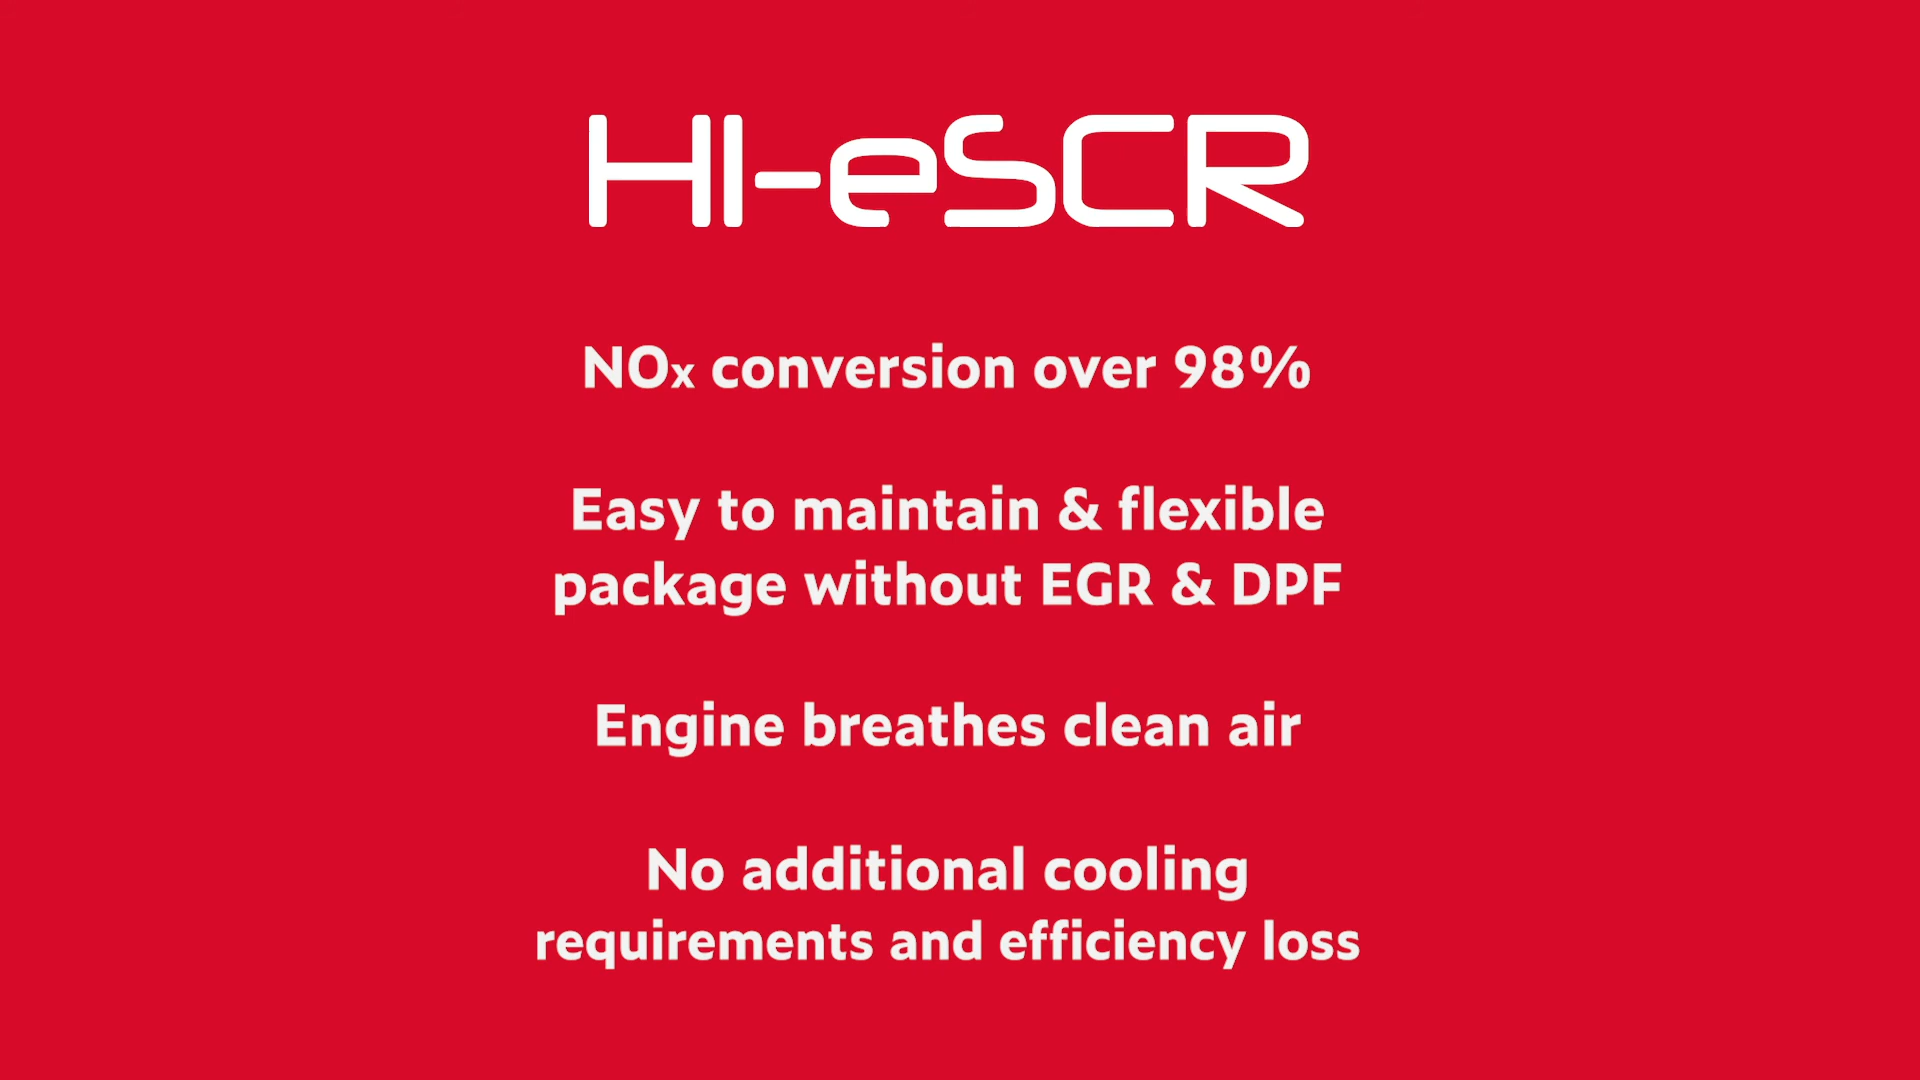 HI-eSCR
NOx conversion over 98%
Easy to maintain & flexible
package without EGR & DPF
Engine breathes clean air
No additional cooling
requirements and efficiency loss